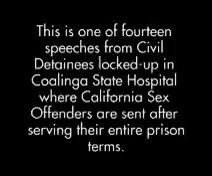 This is one of fourteen
speeches from Civil
Detainees locked-up in
Coalinga State Hospital
where California Sex
Offenders are sent after
serving their entire prison
terms.